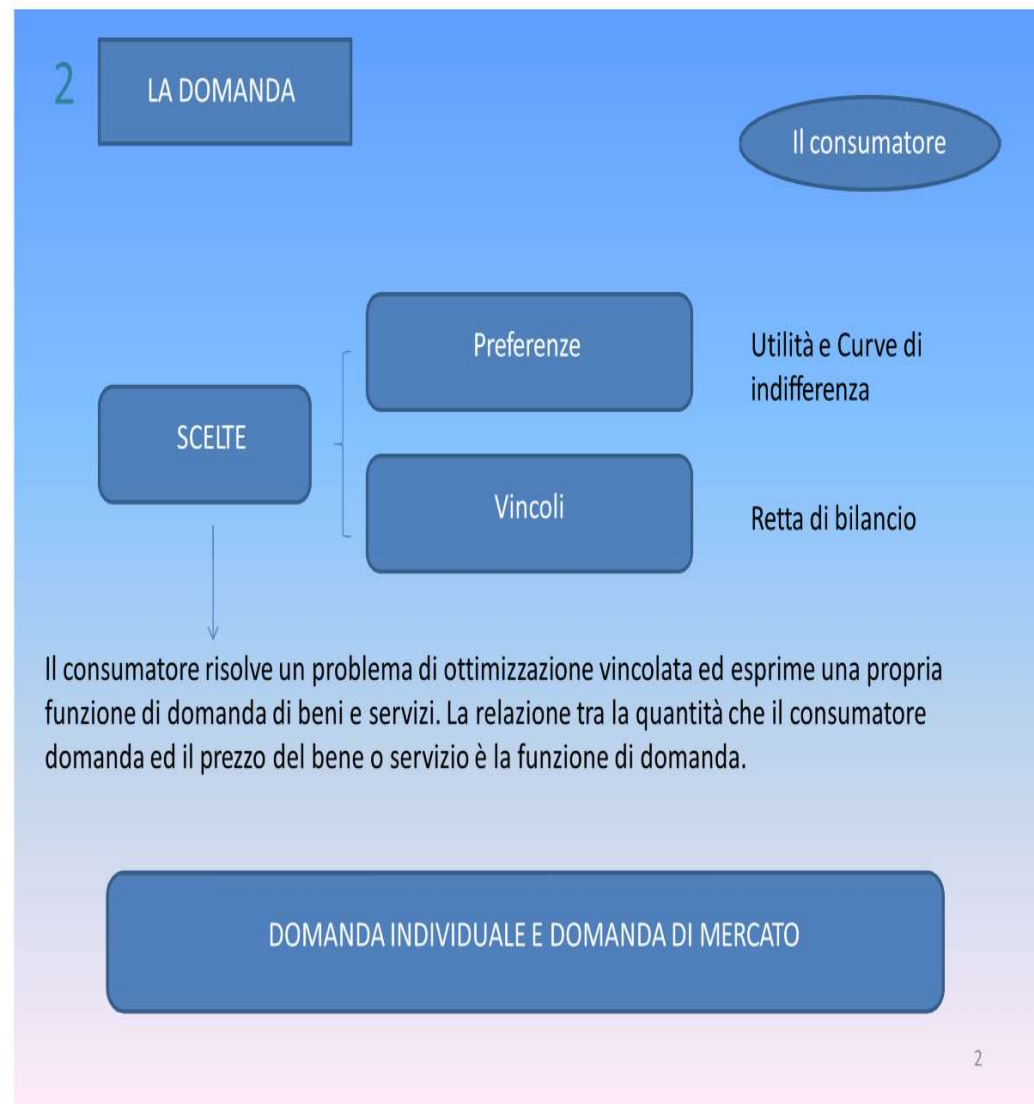 2
LA DOMANDA
Il consumatore
Preferenze
Utilità e Curve di
indifferenza
SCELTE
Vincoli
Retta di bilancio
Il consumatore risolve un problema di ottimizzazione vincolata ed esprime una propria
funzione di domanda di beni e servizi. La relazione tra la quantità che il consumatore
domanda ed il prezzo del bene o servizio è la funzione di domanda.
DOMANDA INDIVIDUALE E DOMANDA DI MERCATO
2